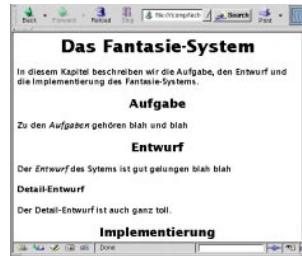 Back Forward Reload Stop Search Print
Das Fantasie-System
In diesem Kapitel beschreiben wir die Aufgabe, den Entwurf und
die Implementierung des Fantasie-Systems.
Aufgabe
Zu den Aufgaben gehören blah und blah
Entwurf
Der Entwurf des Sytems ist gut gelungen blah blah
Detail-Entwurf
Der Detail-Entwurf ist auch ganz toll.
Implementierung
Done